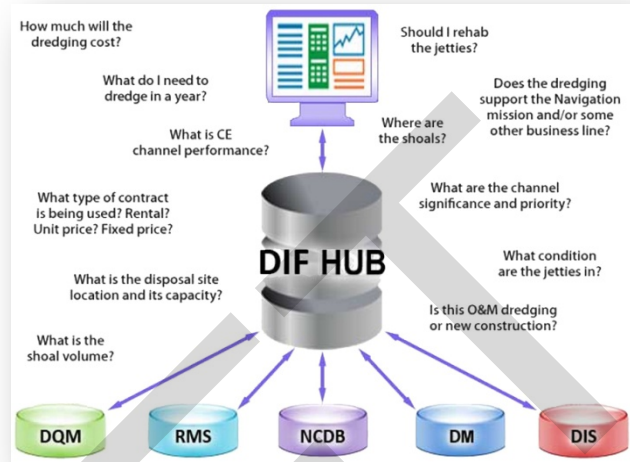 How much will the
dredging cost?
Should I rehab
the jetties?
What do I need to
dredge in a year?
Does the dredging
support the Navigation
mission and/or some
other business line?
What is CE
channel performance?
Where are
the shoals?
What type of contract
is being used? Rental?
Unit price? Fixed price?
What are the channel
significance and priority?
DIF HUB
What is the disposal site
location and its capacity?
What condition
are the jetties in?
What is the
shoal volume?
Is this O&M dredging
or new construction?
DQM
RMS
NCDB
DM
DIS